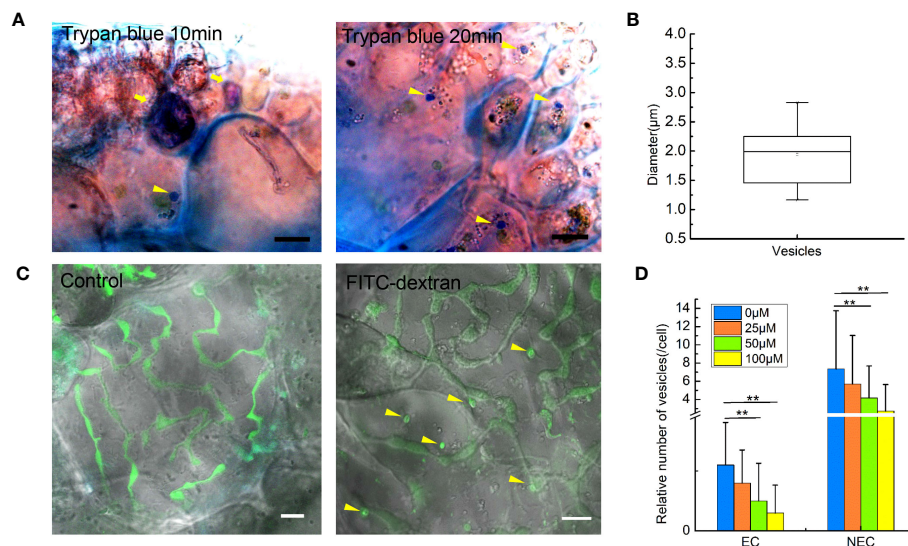 A
Trypan blue 10min
Trypan blue 20min
B
Diameter(μm)
4.0
3.5
3.0
2.5
2.0
1.5
1.0
0.5
Vesicles
C
Control
FITC-dextran
D
Relative number of vesicles(/cell)
14
12
10
8
6
4
0
0μM
25μM
50μM
100μM
**
**
**
**
EC
NEC